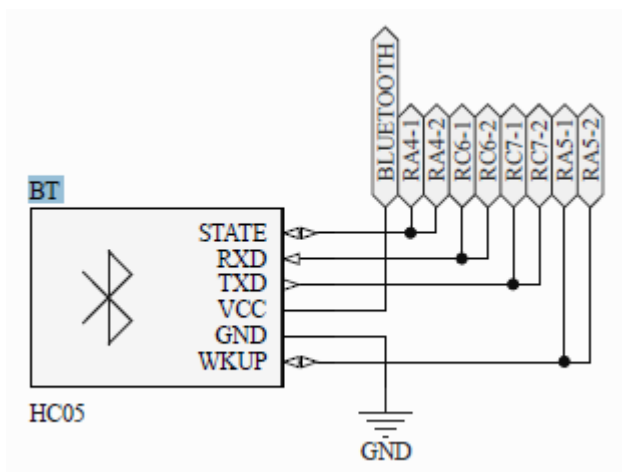 BLUETOOTH
RA4-1
RA4-2
RC6-1
RC6-2
RC7-1
RC7-2
RA5-1
RA5-2
BT
STATE
RXD
TXD
VCC
GND
WKUP
HC05
GND